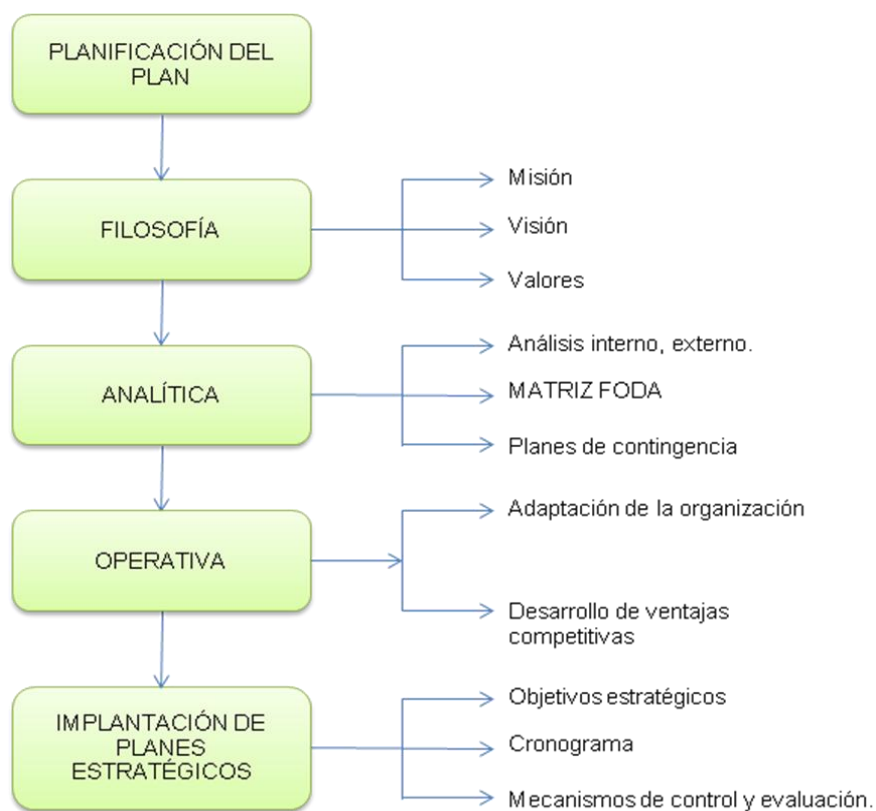 PLANIFICACIÓN DEL
PLAN
FILOSOFÍA
Misión
Visión
Valores
ANALÍTICA
Análisis interno, externo.
MATRIZ FODA
Planes de contingencia
OPERATIVA
Adaptación de la organización
Desarrollo de ventajas
competitivas
IMPLANTACIÓN DE
PLANES
ESTRATÉGICOS
Objetivos estratégicos
Cronograma
Mecanismos de control y evaluación.